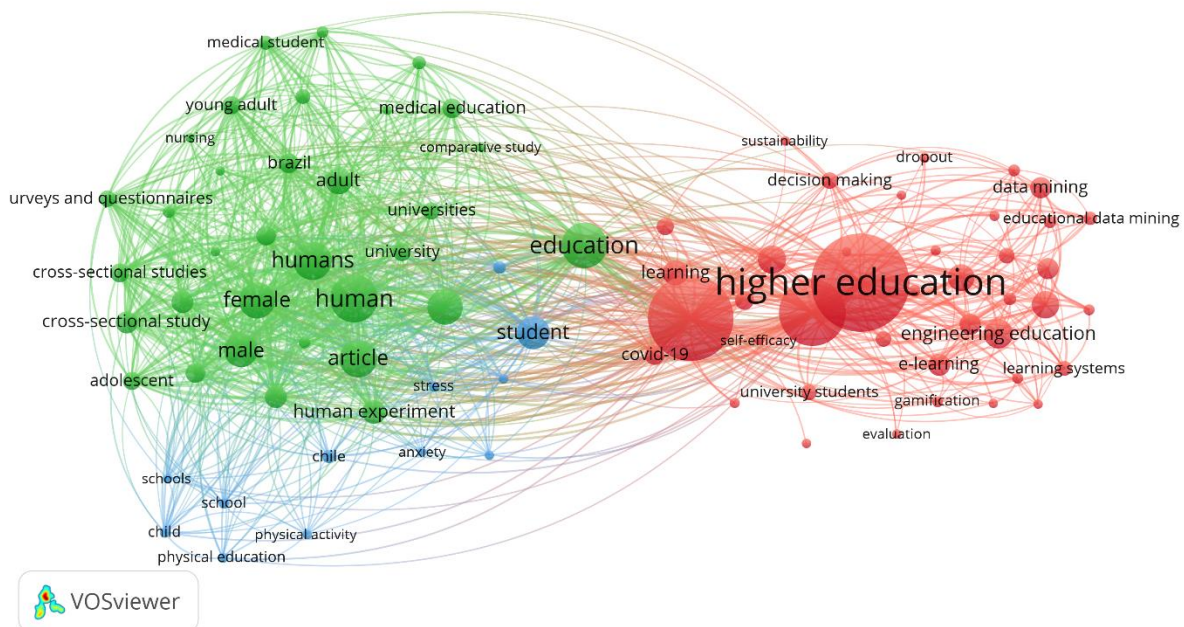 medical student
young adult
medical education
nursing
comparative study
brazil
adult
urveys and questionnaires
universities
university
education
humans
cross-sectional studies
female
human
cross-sectional study
student
male
article
adolescent
stress
human experiment
chile
anxiety
schools
school
child
physical activity
physical education
sustainability
dropout
decision making
data mining
educational data mining
learning
higher education
covid-19
self-efficacy
engineering education
e-learning
learning systems
university students
gamification
evaluation
VOSviewer